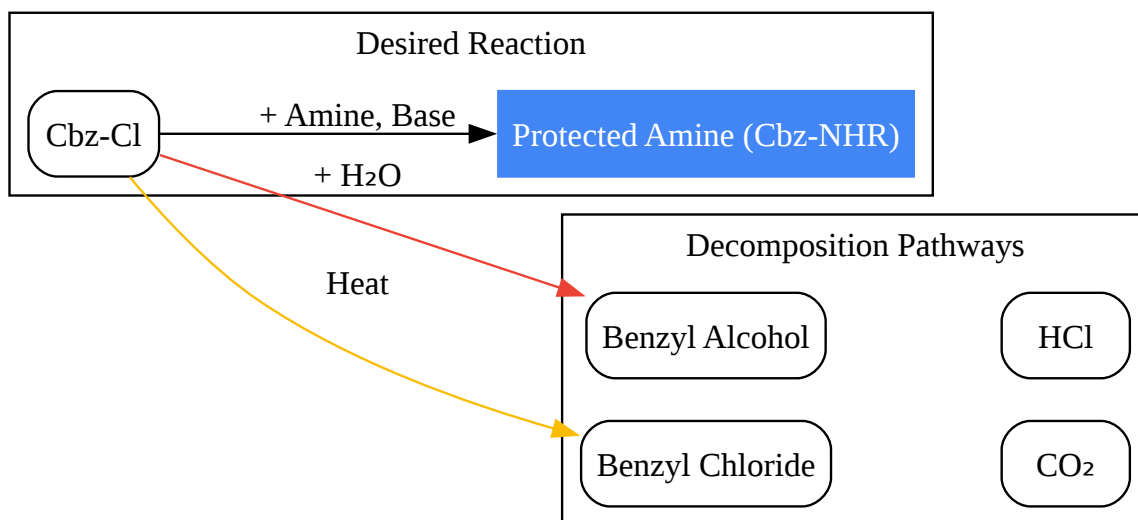 Desired Reaction
Cbz-Cl
+ Amine, Base
Protected Amine (Cbz-NHR)
+ H₂O
Decomposition Pathways
Heat
Benzyl Alcohol
HCl
Benzyl Chloride
CO₂